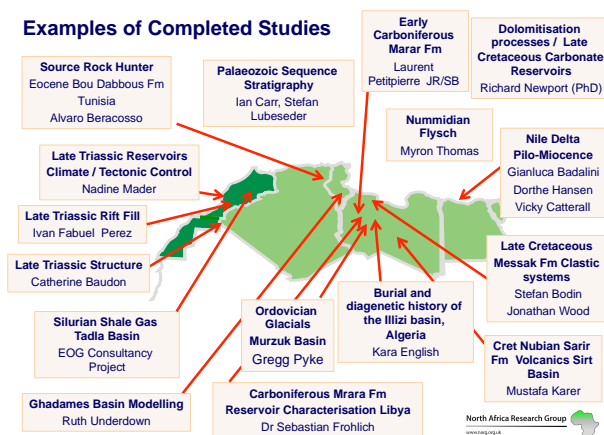 Examples of Completed Studies
Source Rock Hunter
Eocene Bou Dabbous Fm
Tunisia
Alvaro Beracosso
Palaeozoic Sequence
Stratigraphy
Ian Carr, Stefan
Lubeseder
Early
Carboniferous
Marar Fm
Laurent
Petitpierre JR/SB
Dolomitisation
processes / Late
Cretaceous Carbonate
Reservoirs
Richard Newport (PhD)
Nummidian
Flysch
Myron Thomas
Nile Delta
Pilo-Miocence
Gianluca Badalini
Dorthe Hansen
Vicky Catterall
Late Triassic Reservoirs
Climate / Tectonic Control
Nadine Mader
Late Triassic Rift Fill
Ivan Fabuel Perez
Late Triassic Structure
Catherine Baudon
Late Cretaceous
Messak Fm Clastic
systems
Stefan Bodin
Jonathan Wood
Silurian Shale Gas
Tadla Basin
EOG Consultancy
Project
Ordovician
Glacials
Murzuk Basin
Gregg Pyke
Burial and
diagenetic history of
the Illizi basin,
Algeria
Kara English
Cret Nubian Sarir
Fm Volcanics Sirt
Basin
Mustafa Karer
Ghadames Basin Modelling
Ruth Underdown
Carboniferous Mrara Fm
Reservoir Characterisation Libya
Dr Sebastian Frohlich
North Africa Research Group
www.narg.org.uk